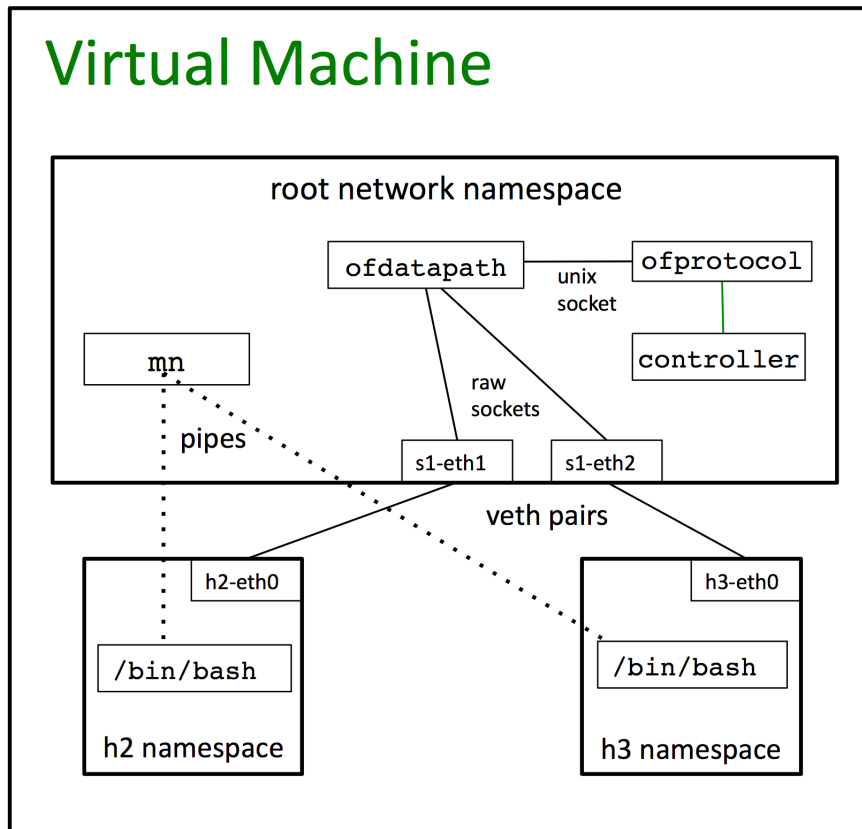 Virtual Machine
root network namespace
ofdatapath
unix
socket
ofprotocol
controller
mn
raw
sockets
pipes
s1-eth1
s1-eth2
veth pairs
h2-eth0
h3-eth0
/bin/bash
/bin/bash
h2 namespace
h3 namespace